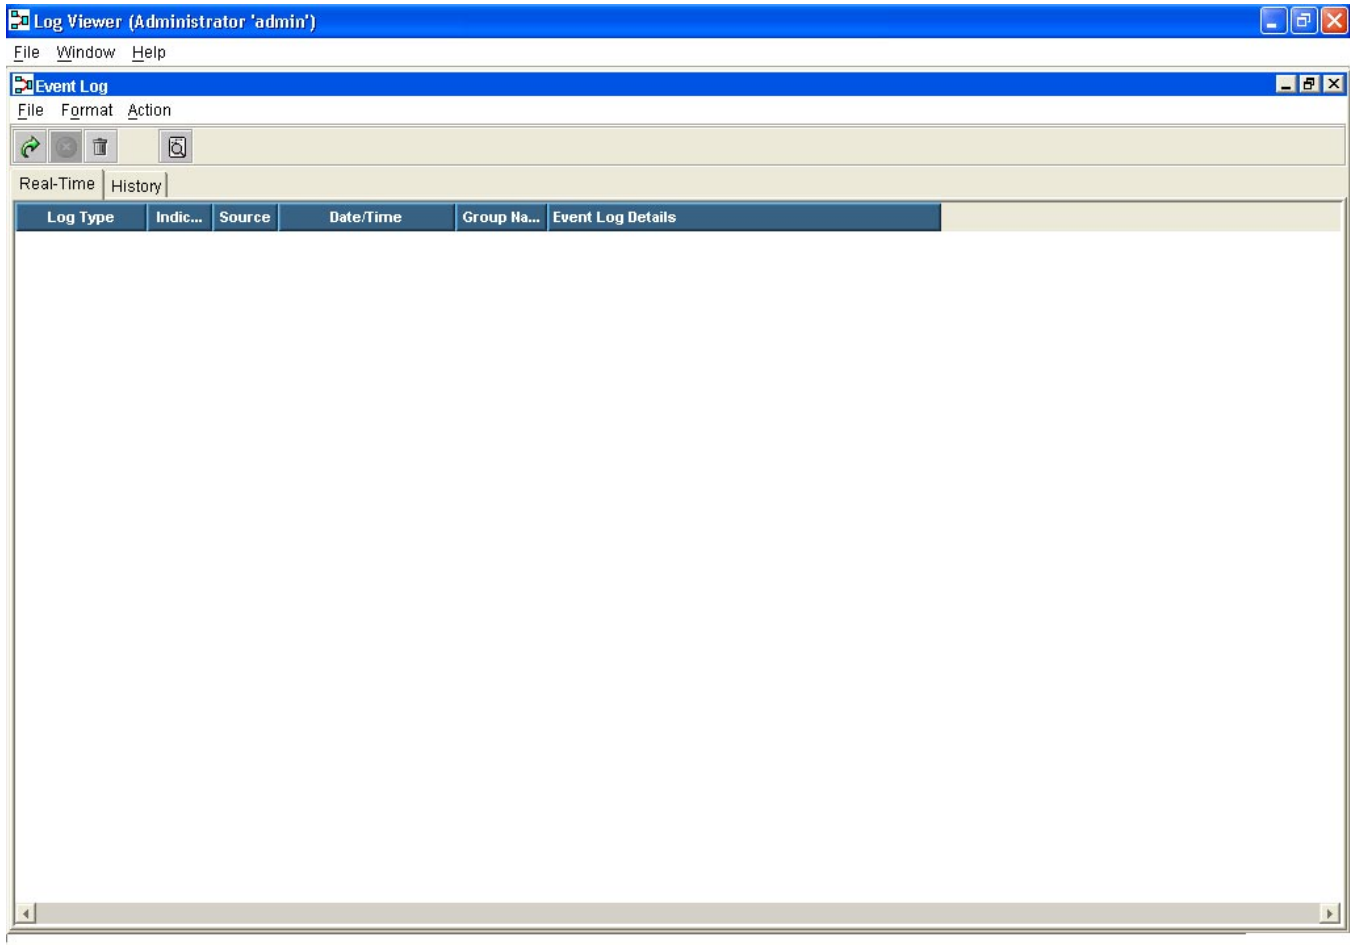 Log Viewer (Administrator 'admin')
File Window Help
Event Log
File Format Action
Real-Time History
Log Type Indic... Source Date/Time Group Na... Event Log Details